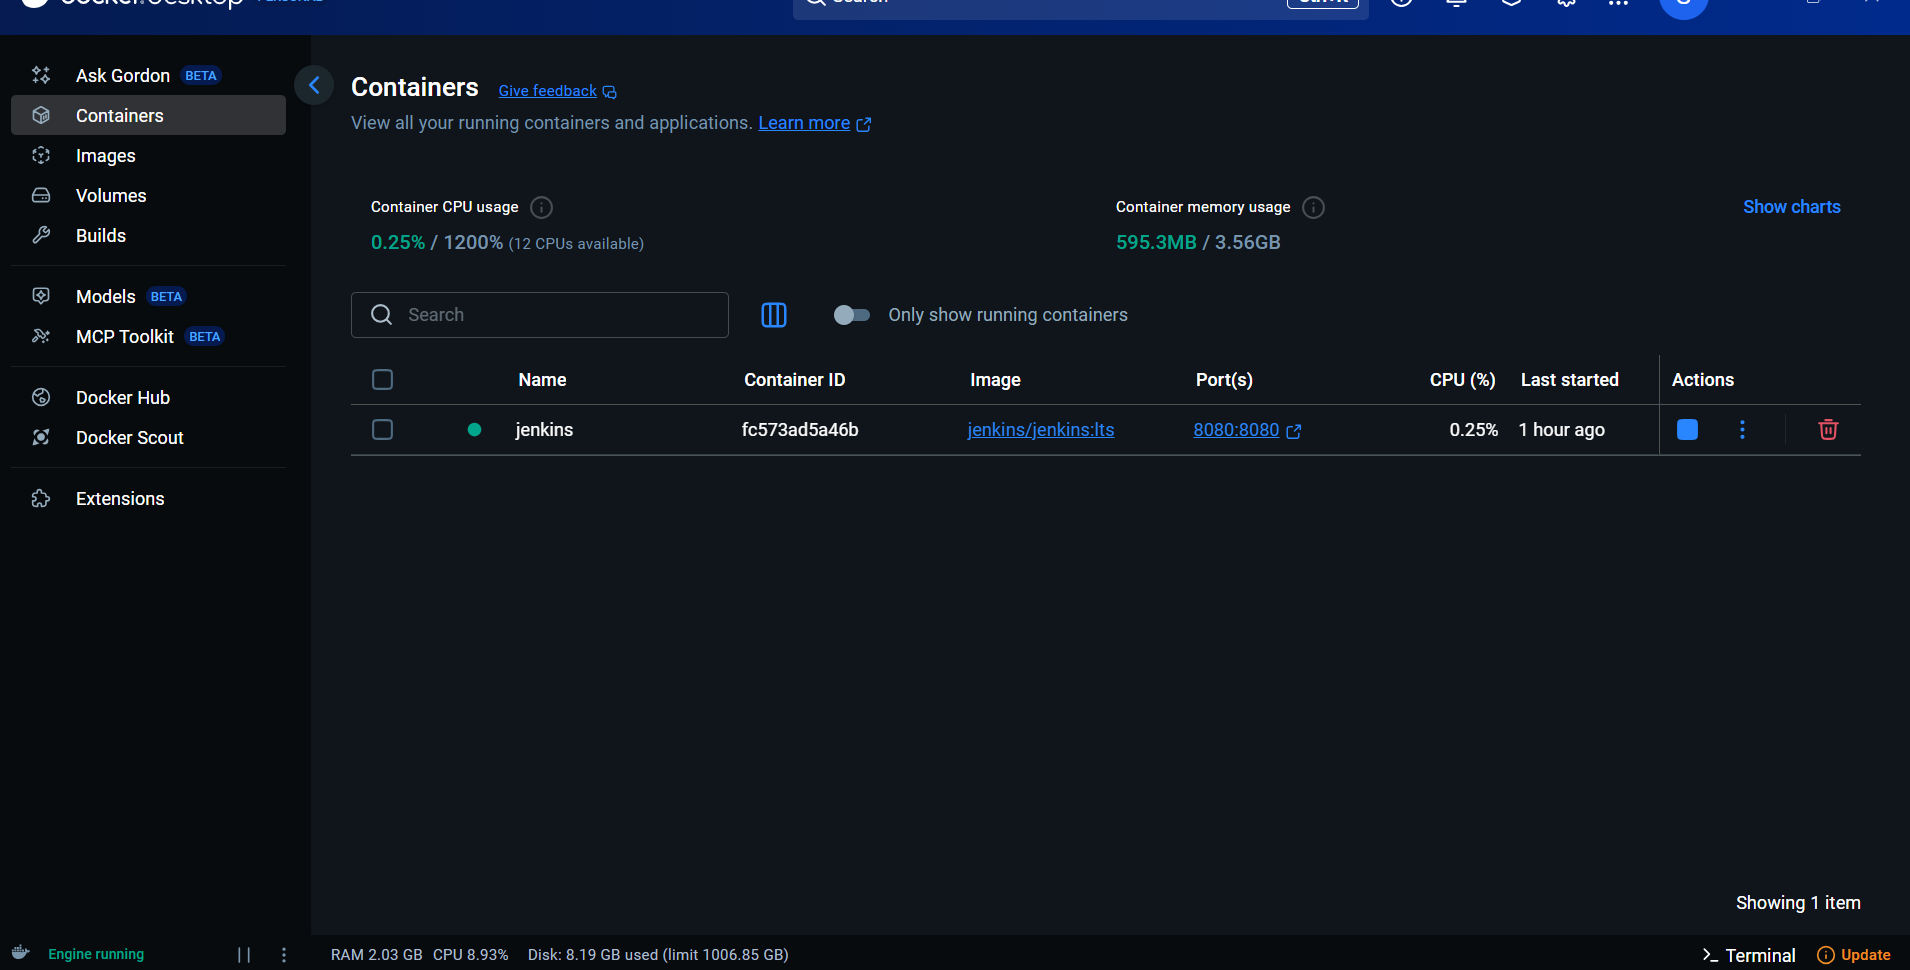 docker.desktop PERSONAL
Search Ctrl+K
Ask Gordon BETA
Containers
Images
Volumes
Builds
Models BETA
MCP Toolkit BETA
Docker Hub
Docker Scout
Extensions
Containers Give feedback
View all your running containers and applications. Learn more
Container CPU usage
0.25% / 1200% (12 CPUs available)
Container memory usage
595.3MB / 3.56GB
Show charts
Search
Only show running containers
Name Container ID Image Port(s) CPU (%) Last started Actions
jenkins fc573ad5a46b jenkins/jenkins:lts 8080:8080 0.25% 1 hour ago
Showing 1 item
Engine running
RAM 2.03 GB CPU 8.93% Disk: 8.19 GB used (limit 1006.85 GB)
Terminal
Update